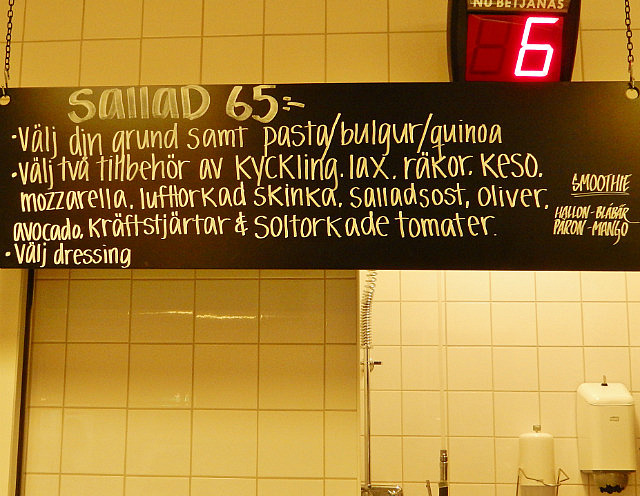 NU BETJÄNAS
6
Sallad 65:-
• Välj din grund samt pasta/bulgur/quinoa
• Välj två tillbehör av kyckling. lax. räkor. keso.
mozzarella. lufttorkad skinka. salladsost, oliver.
avocado. kräftstjärtar & soltorkade tomater.
• Välj dressing
SMOOTHIE
HALLON-BLÅBÄR
PÄRON-MANGO